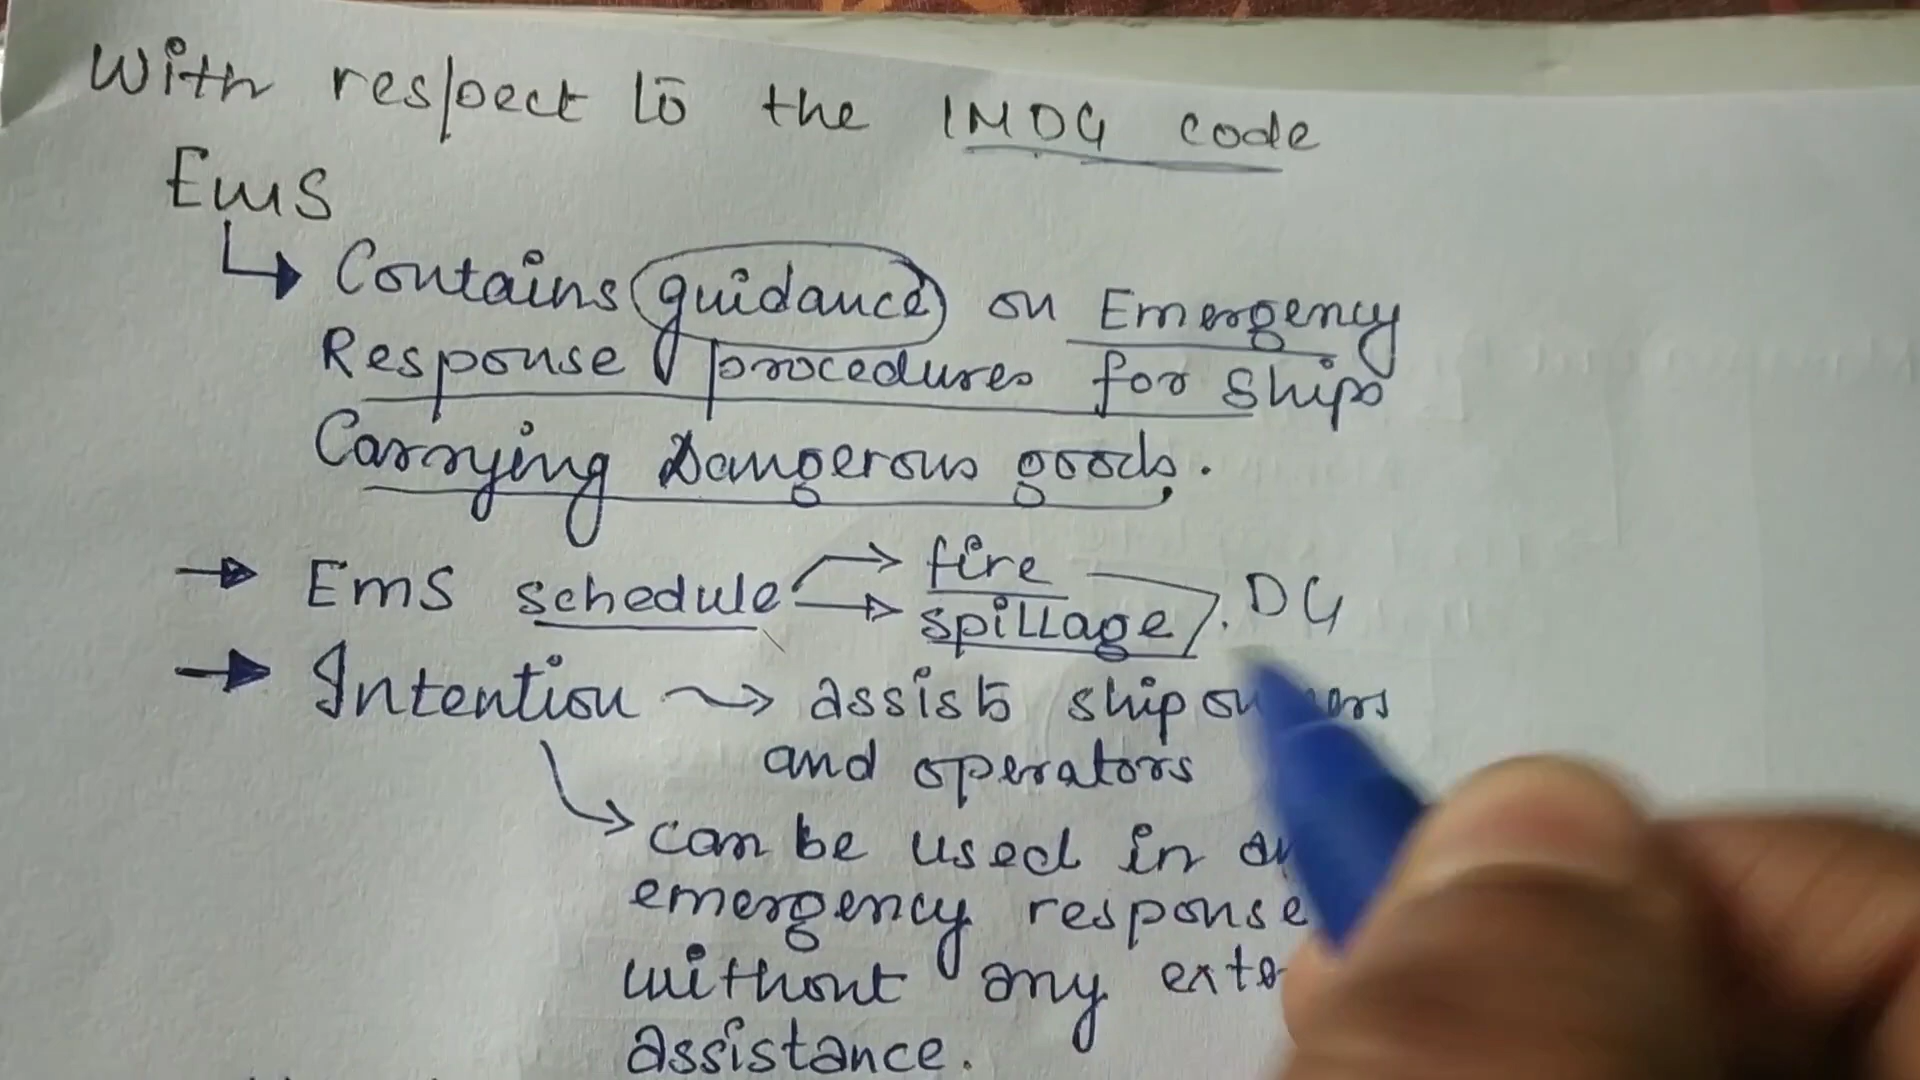 With respect to the IMDG code
EmS
Contains guidance on Emergency
Response procedures for ships
Carrying Dangerous goods.
EmS schedule fire
spillage DG
Intention assists
and operators
can be used in
emergency response
without any
assistance.